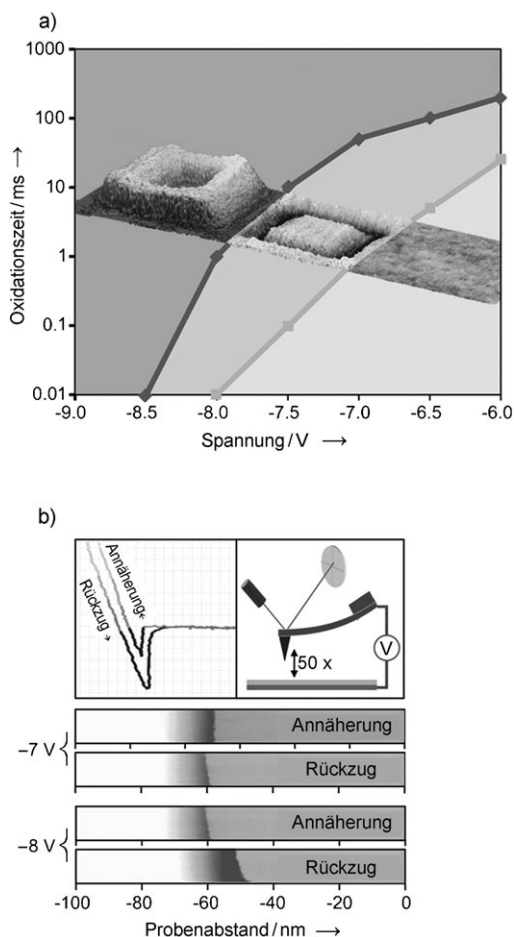 a)
1000
100
10
1
0.1
0.01
Oxidationszeit / ms →
-9.0 -8.5 -8.0 -7.5 -7.0 -6.5 -6.0
Spannung / V →
b)
Annäherung
Rückzug
50 x
V
–7 V
Annäherung
Rückzug
–8 V
Annäherung
Rückzug
-100 -80 -60 -40 -20 0
Probenabstand / nm →